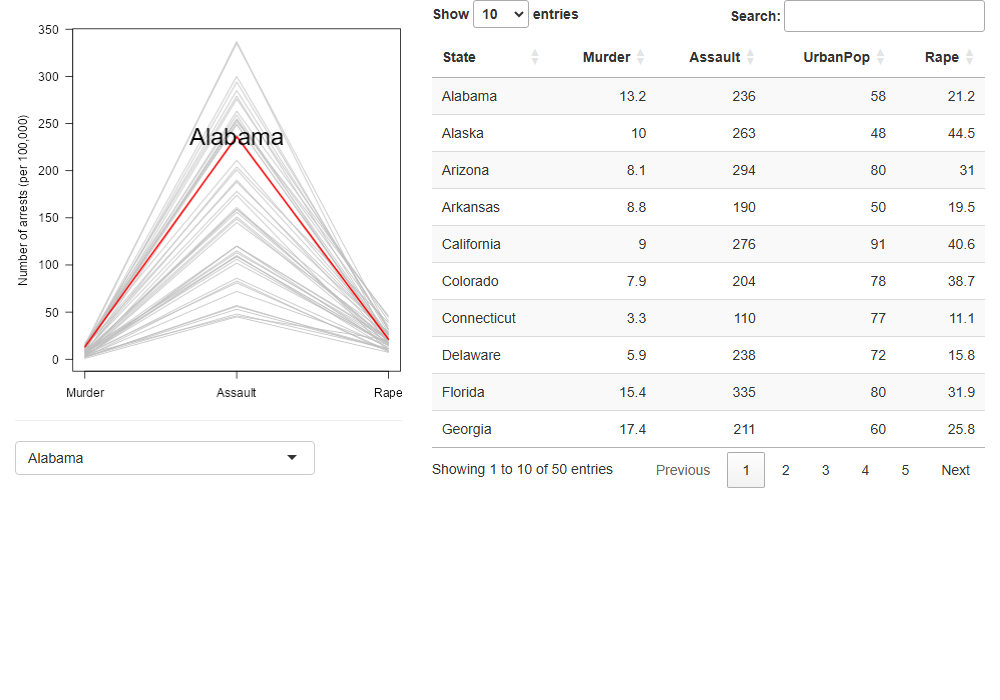 Number of arrests (per 100,000)
350
300
250
200
150
100
50
0
Alabama
Murder Assault Rape
Alabama
Show 10 entries Search:
State Murder Assault UrbanPop Rape
Alabama 13.2 236 58 21.2
Alaska 10 263 48 44.5
Arizona 8.1 294 80 31
Arkansas 8.8 190 50 19.5
California 9 276 91 40.6
Colorado 7.9 204 78 38.7
Connecticut 3.3 110 77 11.1
Delaware 5.9 238 72 15.8
Florida 15.4 335 80 31.9
Georgia 17.4 211 60 25.8
Showing 1 to 10 of 50 entries Previous 1 2 3 4 5 Next